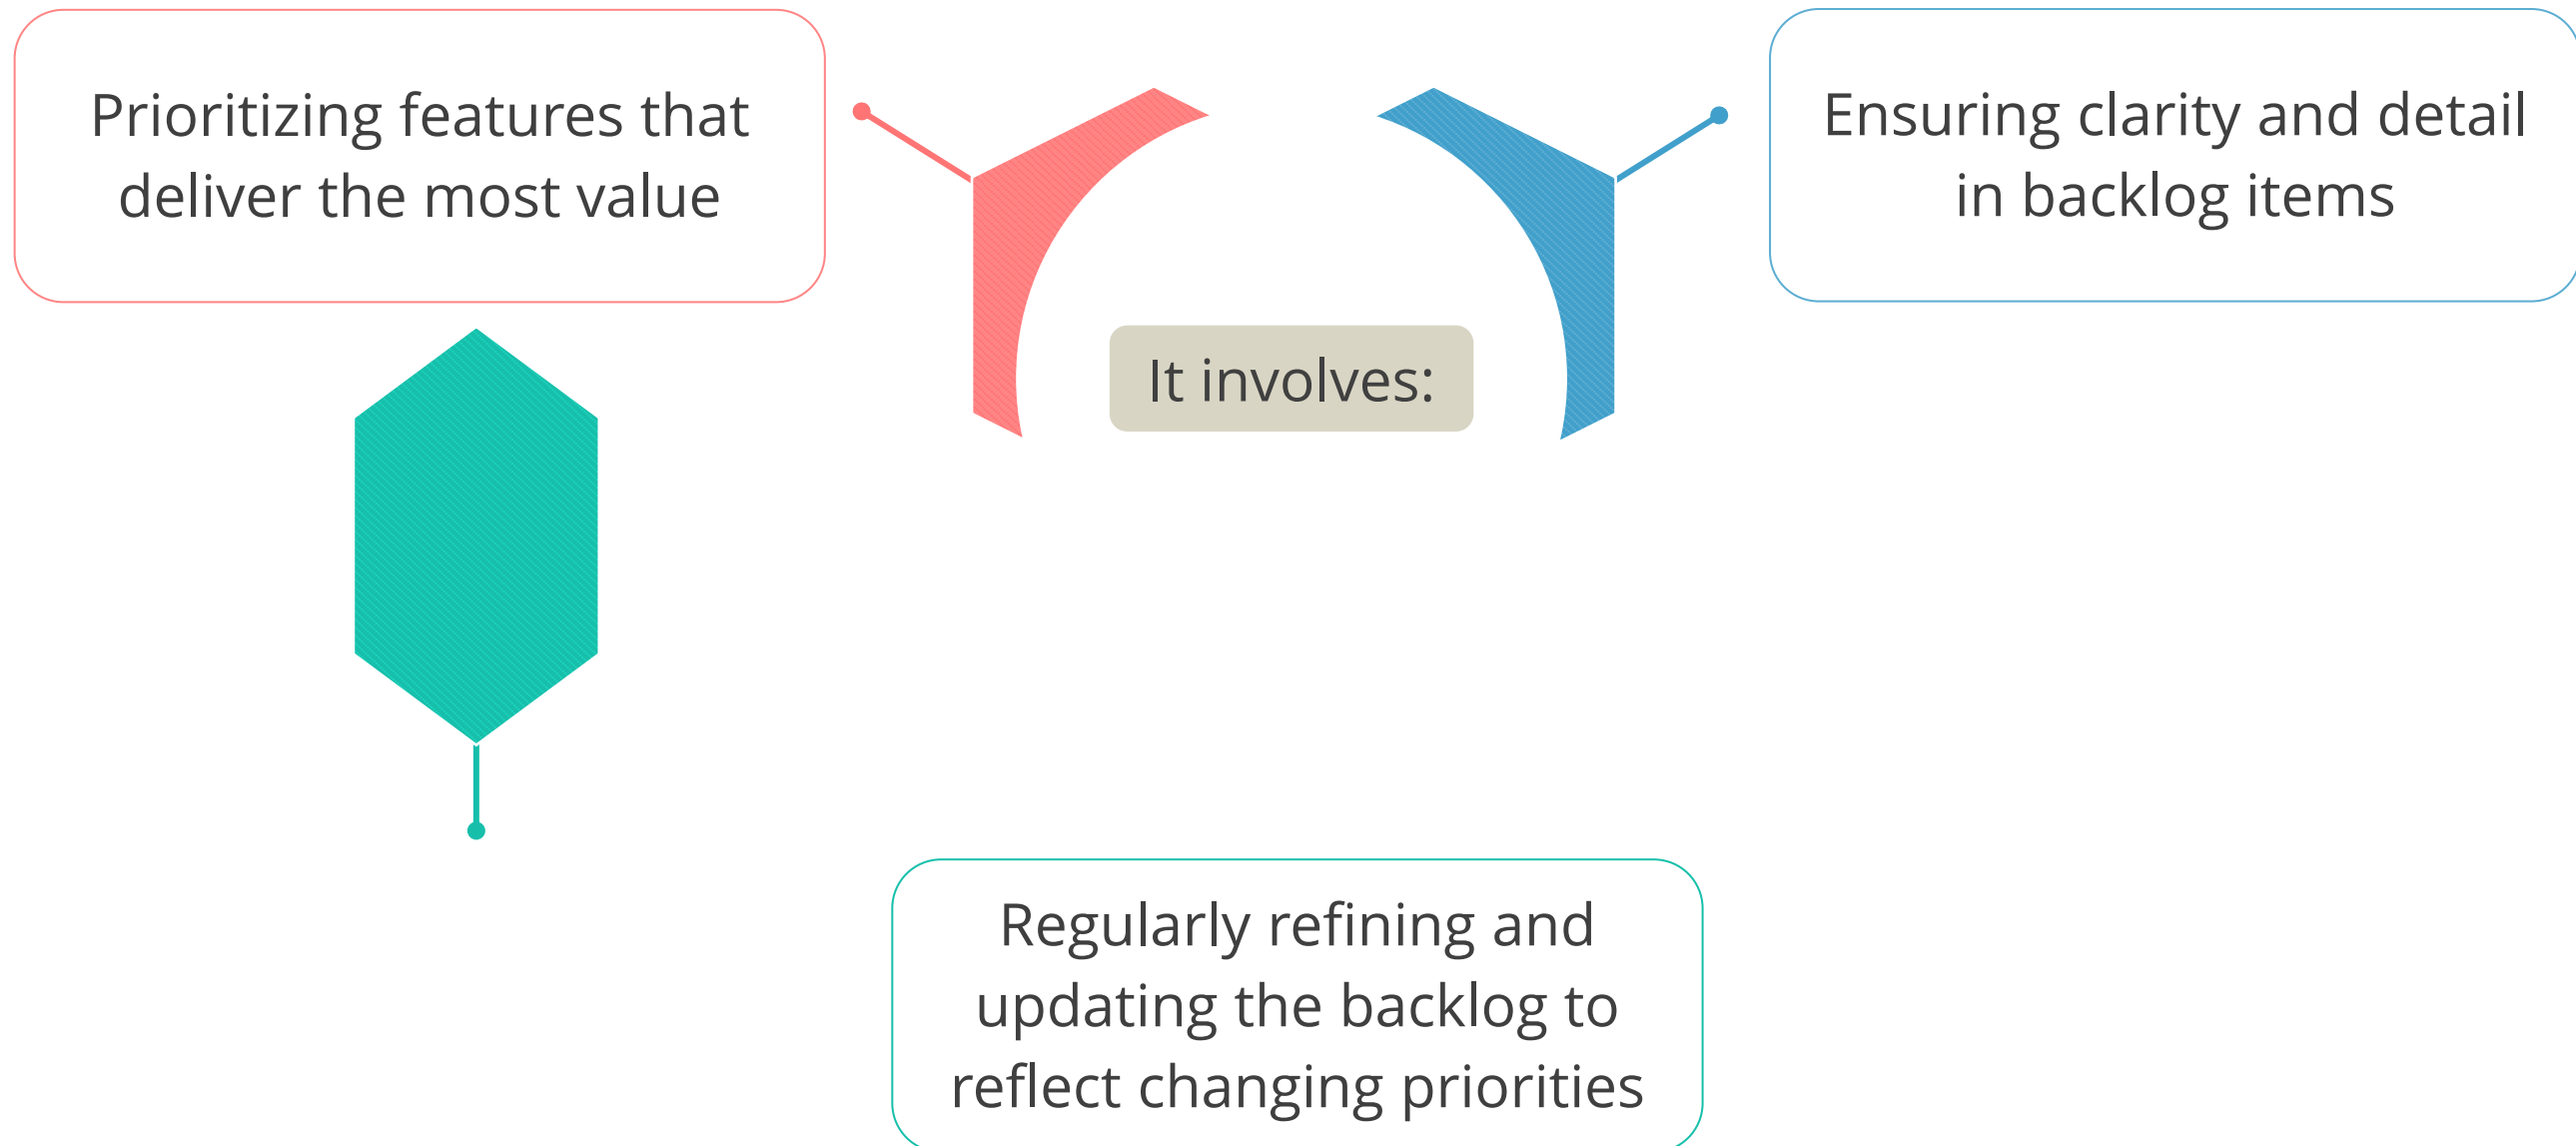 Prioritizing features that
deliver the most value
Ensuring clarity and detail
in backlog items
It involves:
Regularly refining and
updating the backlog to
reflect changing priorities